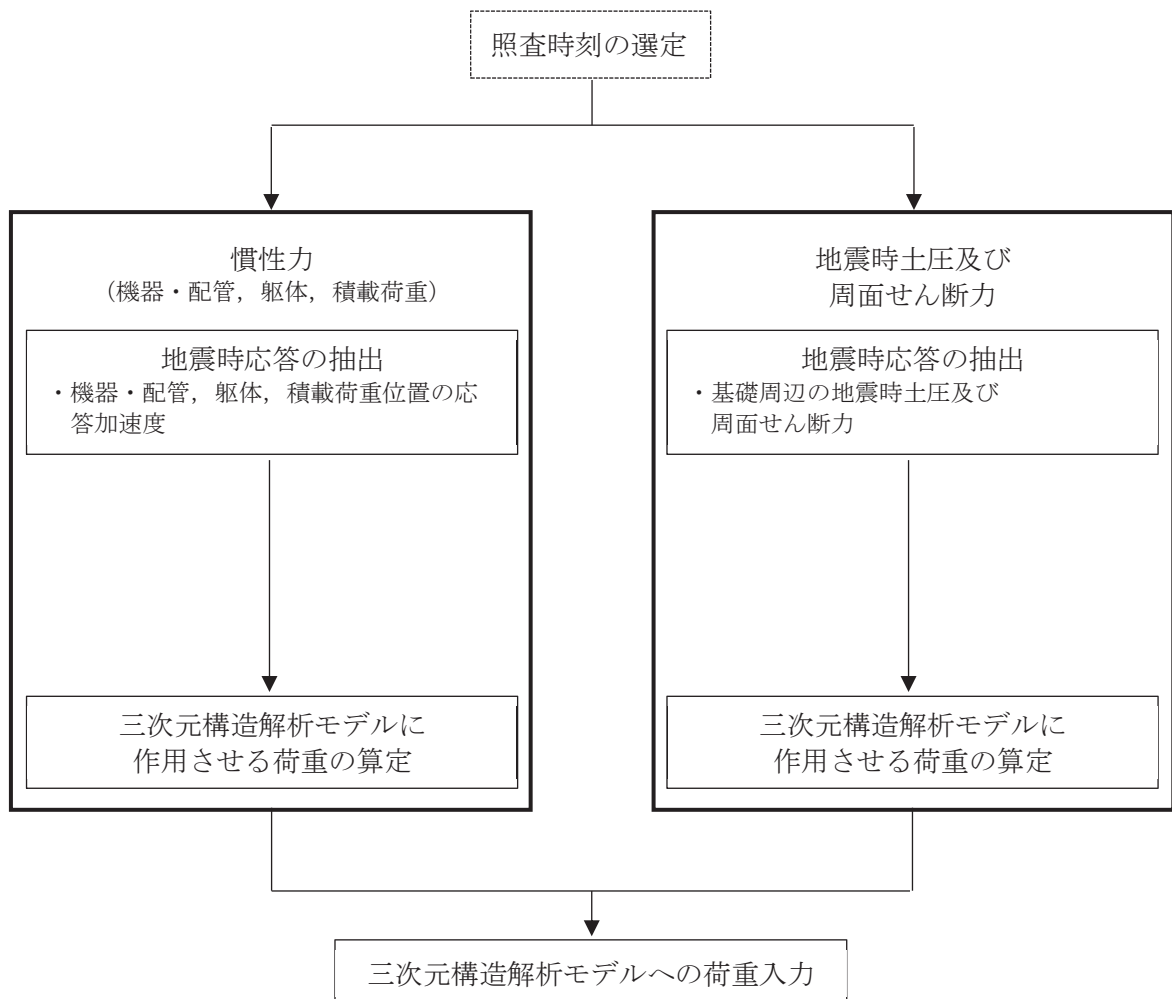 照査時刻の選定
慣性力
(機器・配管,躯体,積載荷重)
地震時応答の抽出
・機器・配管,躯体,積載荷重位置の応
答加速度
三次元構造解析モデルに
作用させる荷重の算定
地震時土圧及び
周面せん断力
地震時応答の抽出
・基礎周辺の地震時土圧及び
周面せん断力
三次元構造解析モデルに
作用させる荷重の算定
三次元構造解析モデルへの荷重入力